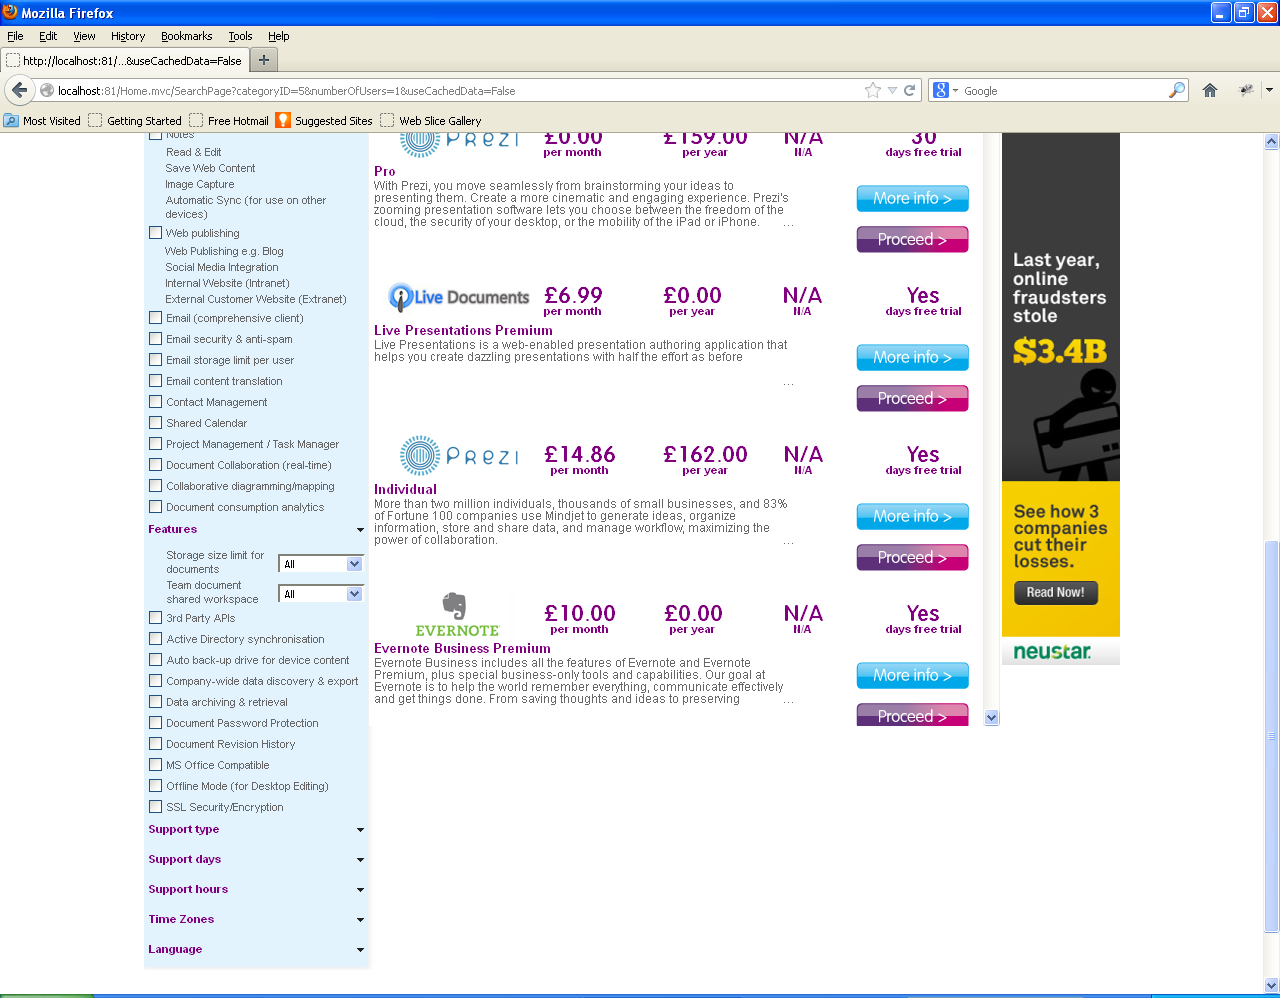 Mozilla Firefox
File Edit View History Bookmarks Tools Help
http://localhost:81/...&useCachedData=False
localhost:81/Home.mvc/SearchPage?categoryID=5&numberOfUsers=1&useCachedData=False
Google
Most Visited Getting Started Free Hotmail Suggested Sites Web Slice Gallery
Notes
Read & Edit
Save Web Content
Image Capture
Automatic Sync (for use on other
devices)
Web publishing
Web Publishing e.g. Blog
Social Media Integration
Internal Website (Intranet)
External Customer Website (Extranet)
Email (comprehensive client)
Email security & anti-spam
Email storage limit per user
Email content translation
Contact Management
Shared Calendar
Project Management / Task Manager
Document Collaboration (real-time)
Collaborative diagramming/mapping
Document consumption analytics
Features
Storage size limit for
documents
All
Team document
shared workspace
All
3rd Party APIs
Active Directory synchronisation
Auto back-up drive for device content
Company-wide data discovery & export
Data archiving & retrieval
Document Password Protection
Document Revision History
MS Office Compatible
Offline Mode (for Desktop Editing)
SSL Security/Encryption
Support type
Support days
Support hours
Time Zones
Language
PREZI £0.00 £159.00 N/A 30
per month per year N/A days free trial
Pro
With Prezi, you move seamlessly from brainstorming your ideas to
presenting them. Create a more cinematic and engaging experience. Prezi's
zooming presentation software lets you choose between the freedom of the
cloud, the security of your desktop, or the mobility of the iPad or iPhone. ...
More info >
Proceed >
Live Documents £6.99 £0.00 N/A Yes
per month per year N/A days free trial
Live Presentations Premium
Live Presentations is a web-enabled presentation authoring application that
helps you create dazzling presentations with half the effort as before
...
More info >
Proceed >
PREZI £14.86 £162.00 N/A Yes
per month per year N/A days free trial
Individual
More than two million individuals, thousands of small businesses, and 83%
of Fortune 100 companies use Mindjet to generate ideas, organize
information, store and share data, and manage workflow, maximizing the
power of collaboration. ...
More info >
Proceed >
EVERNOTE £10.00 £0.00 N/A Yes
per month per year N/A days free trial
Evernote Business Premium
Evernote Business includes all the features of Evernote and Evernote
Premium, plus special business-only tools and capabilities. Our goal at
Evernote is to help the world remember everything, communicate effectively
and get things done. From saving thoughts and ideas to preserving ...
More info >
Proceed >
Last year,
online
fraudsters
stole
$3.4B
See how 3
companies
cut their
losses.
Read Now!
neustar.